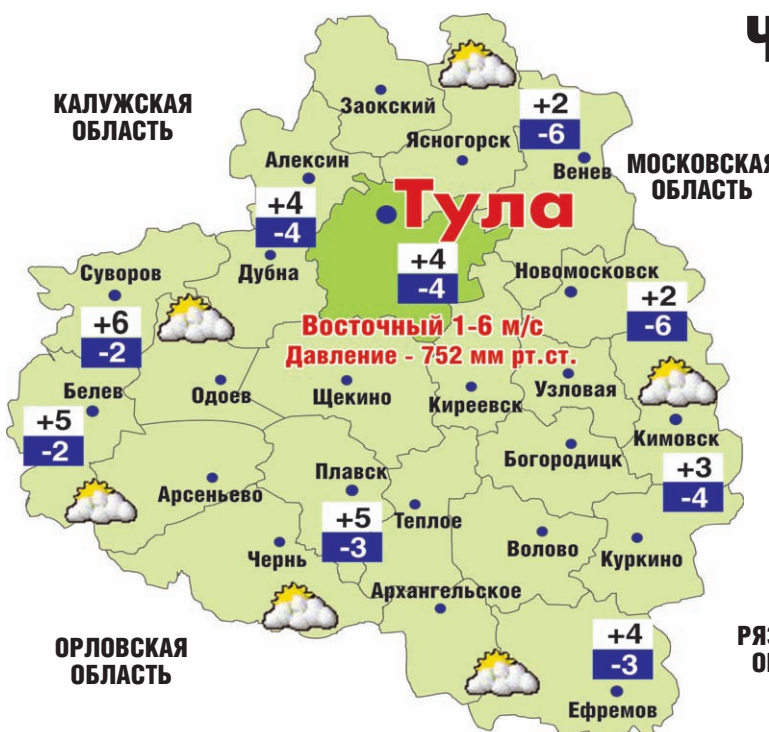 Ч
КАЛУЖСКАЯ
ОБЛАСТЬ
Заокский
+2
-6
Ясногорск
Венев
Алексин
МОСКОВСКАЯ
ОБЛАСТЬ
+4
-4
Тула
Дубна
+4
-4
Суворов
Новомосковск
+6
-2
+2
-6
Восточный 1-6 м/с
Давление - 752 мм рт.ст.
Белев
Одоев
Щекино
Киреевск
Узловая
+5
-2
Кимовск
Богородицк
+3
-4
Арсеньево
Плавск
+5
-3
Теплое
Чернь
Волово
Куркино
Архангельское
ОРЛОВСКАЯ
ОБЛАСТЬ
+4
-3
РЯЗ
ОБ
Ефремов